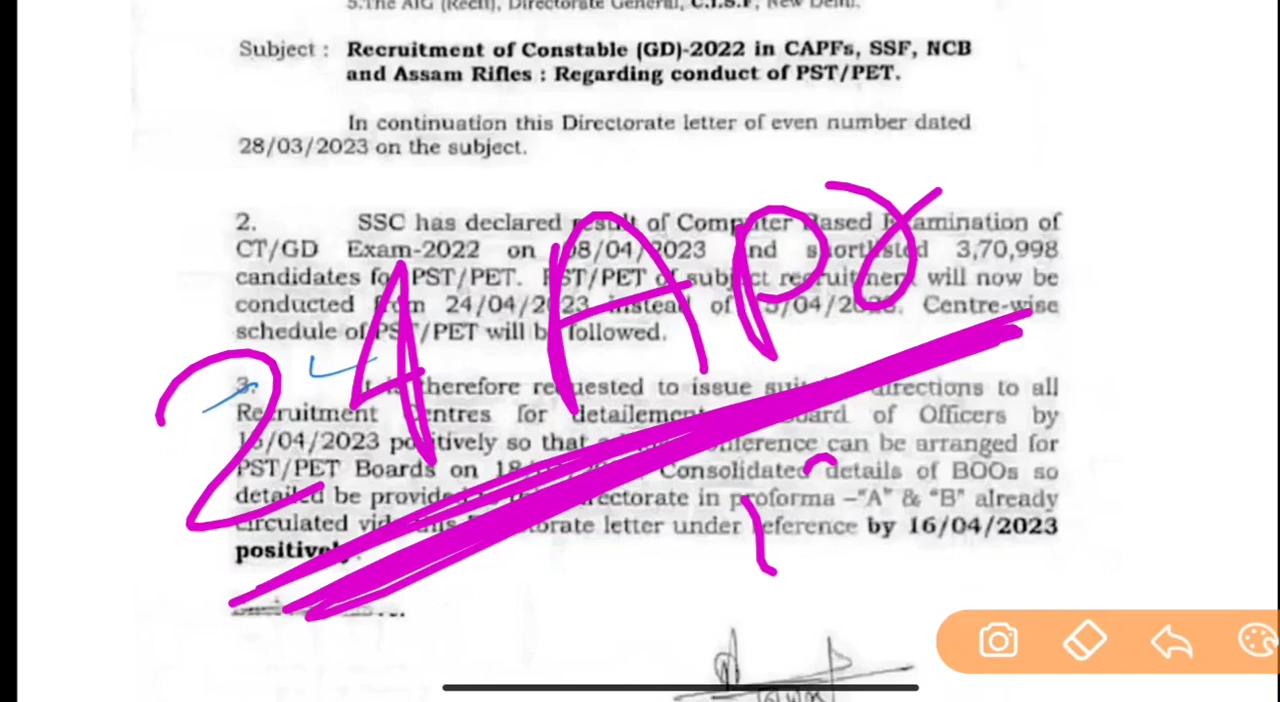 5.The AIG (Rectt), Directorate General, C.I.S.F, New Delhi.
Subject : Recruitment of Constable (GD)-2022 in CAPFs, SSF, NCB
and Assam Rifles : Regarding conduct of PST/PET.
In continuation this Directorate letter of even number dated
28/03/2023 on the subject.
2. SSC has declared result of Computer Based Examination of
CT/GD Exam-2022 on 08/04/2023 and shortlisted 3,70,998
candidates for PST/PET. PST/PET of subject recruitment will now be
conducted from 24/04/2023 instead of Centre-wise
schedule of PST/PET will be followed.
24 APR
3. It is therefore requested to issue suitable directions to all
Recruitment Centres for detailement Board of Officers by
/04/2023 positively so that conference can be arranged for
PST/PET Boards on Consolidated details of BOOs so
detailed be provided to this Directorate in proforma –"A" & "B" already
circulated vide this Directorate letter under reference by 16/04/2023
positively.